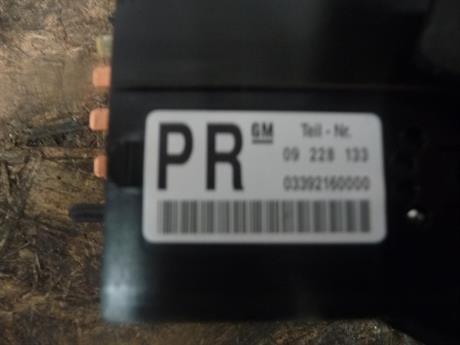 PR GM Teil - Nr.
09 228 133
03392160000